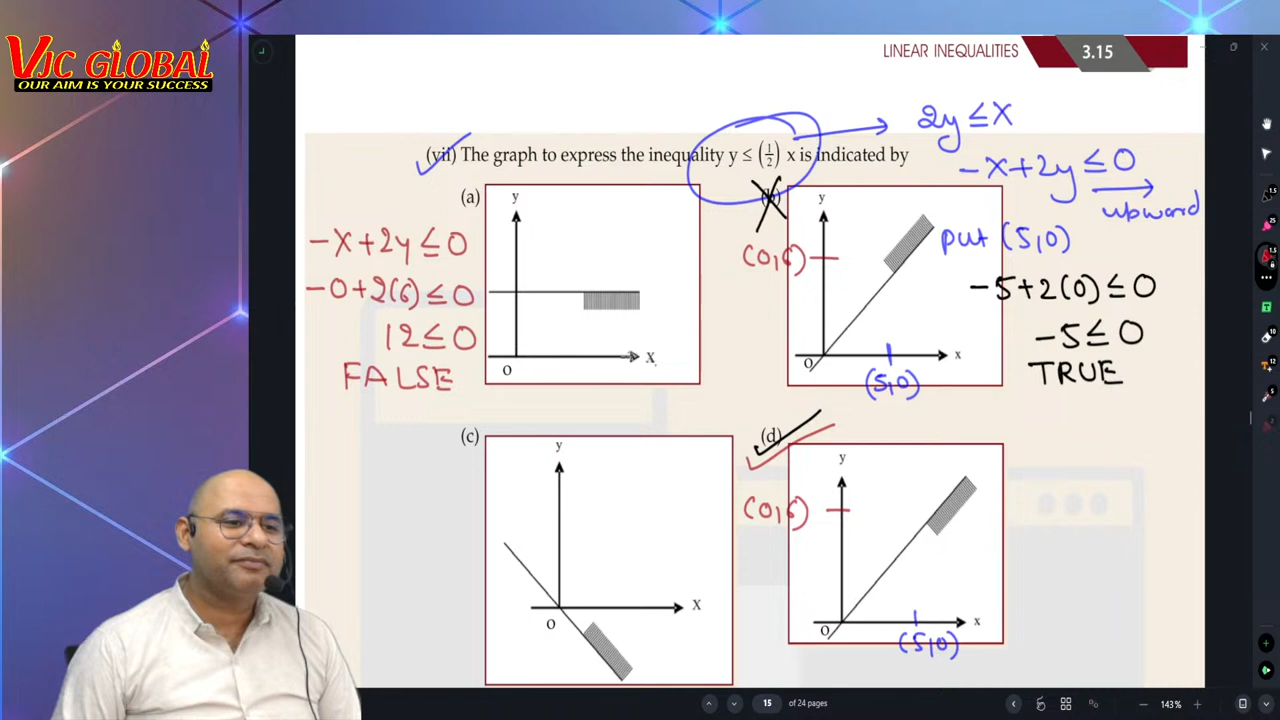 VJC GLOBAL
OUR AIM IS YOUR SUCCESS
LINEAR INEQUALITIES 3.15
2y ≤ X
(vii) The graph to express the inequality y ≤ (1/2) x is indicated by
-X+2y ≤ 0
upward
(a)
y
X
O
-X+2y ≤ 0
-0+2(6) ≤ 0
12 ≤ 0
FALSE
(b)
y
(0,6)
x
O
(5,0)
put (5,0)
-5+2(0) ≤ 0
-5 ≤ 0
TRUE
(c)
y
X
O
(d)
y
(0,6)
x
O
(5,0)
15 of 24 pages
143%